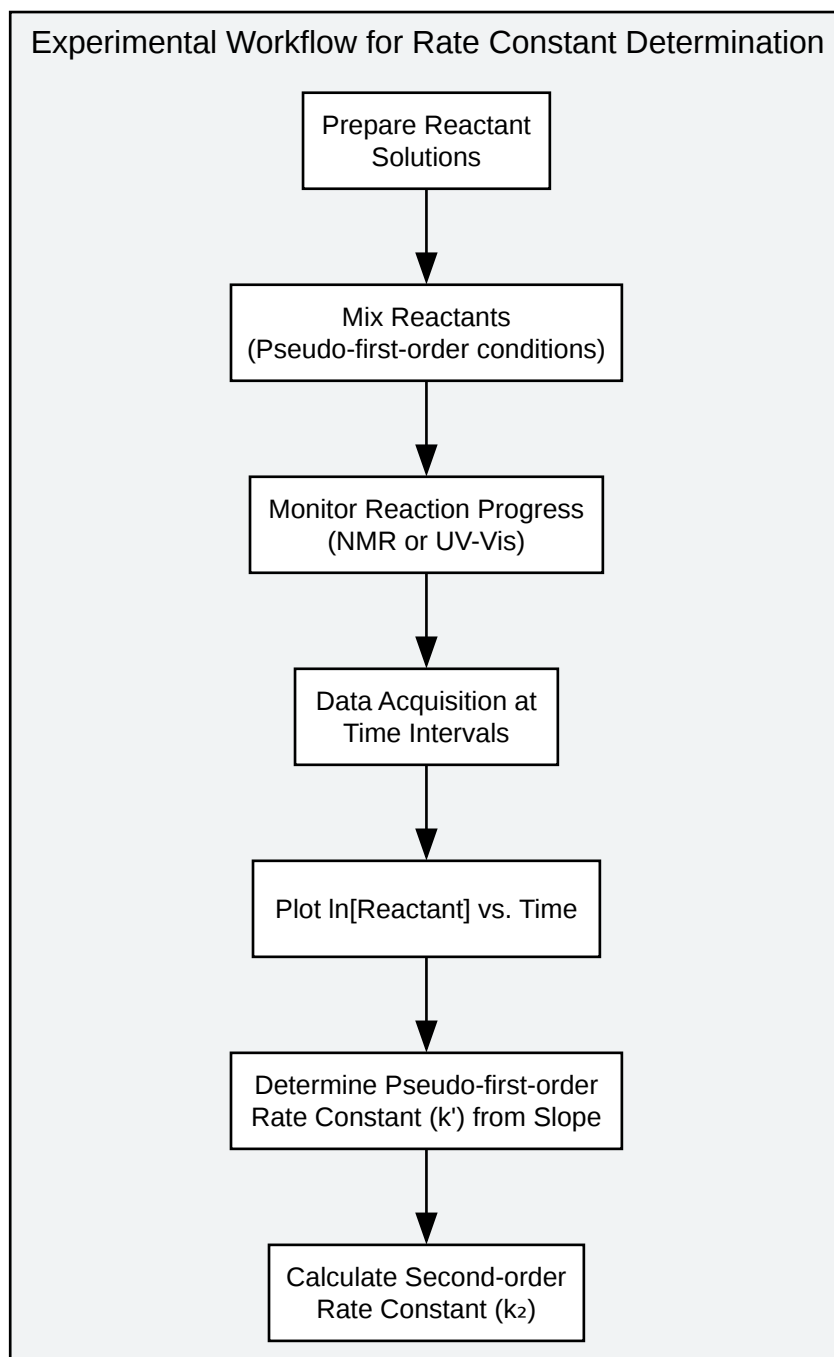 Experimental Workflow for Rate Constant Determination
Prepare Reactant
Solutions
Mix Reactants
(Pseudo-first-order conditions)
Monitor Reaction Progress
(NMR or UV-Vis)
Data Acquisition at
Time Intervals
Plot ln[Reactant] vs. Time
Determine Pseudo-first-order
Rate Constant (k') from Slope
Calculate Second-order
Rate Constant (k₂)